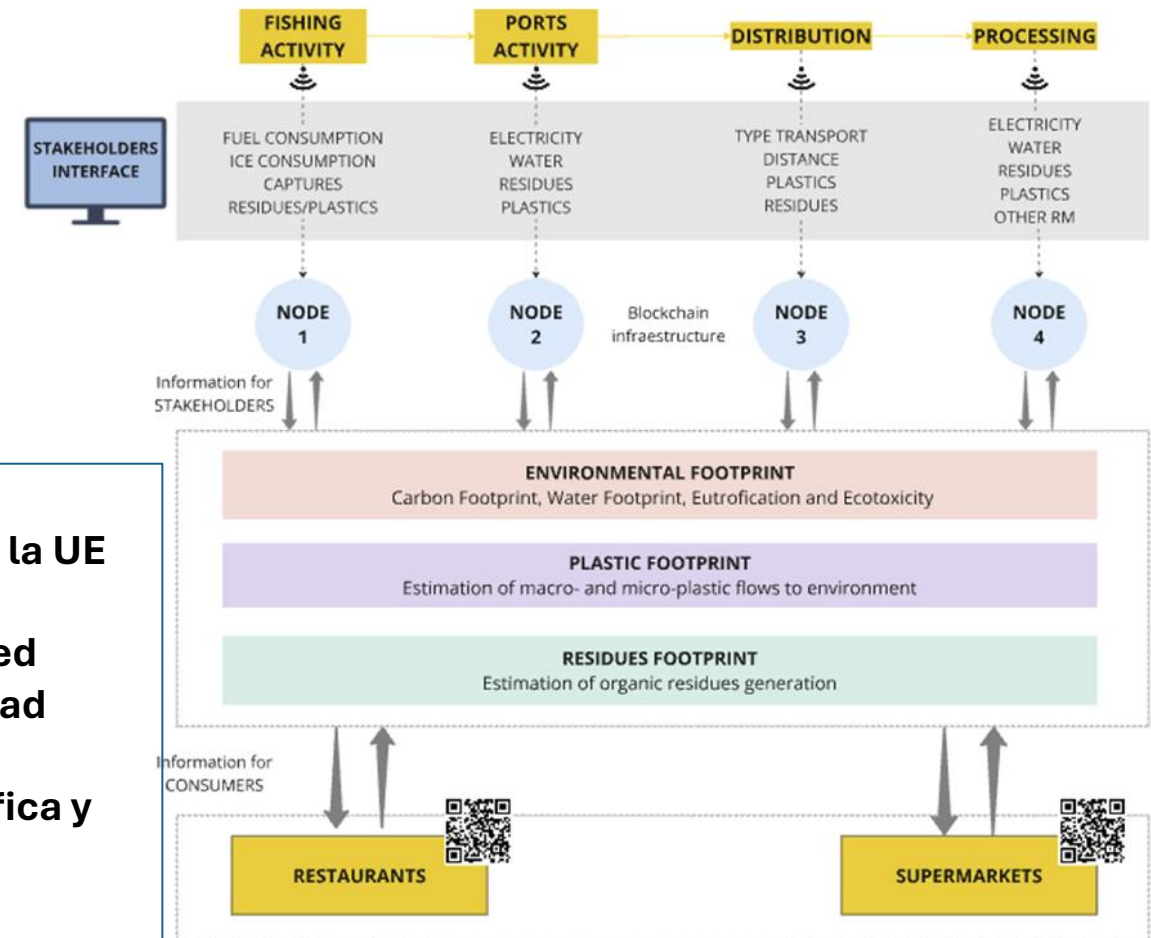 FISHING
ACTIVITY
PORTS
ACTIVITY
DISTRIBUTION
PROCESSING
STAKEHOLDERS
INTERFACE
FUEL CONSUMPTION
ICE CONSUMPTION
CAPTURES
RESIDUES/PLASTICS
ELECTRICITY
WATER
RESIDUES
PLASTICS
TYPE TRANSPORT
DISTANCE
PLASTICS
RESIDUES
ELECTRICITY
WATER
RESIDUES
PLASTICS
OTHER RM
NODE
1
NODE
2
Blockchain
infraestructure
NODE
3
NODE
4
Information for
STAKEHOLDERS
ENVIRONMENTAL FOOTPRINT
Carbon Footprint, Water Footprint, Eutrofication and Ecotoxicity
PLASTIC FOOTPRINT
Estimation of macro- and micro-plastic flows to environment
RESIDUES FOOTPRINT
Estimation of organic residues generation
la UE
ed
ad
fica y
Information for
CONSUMERS
RESTAURANTS
SUPERMARKETS